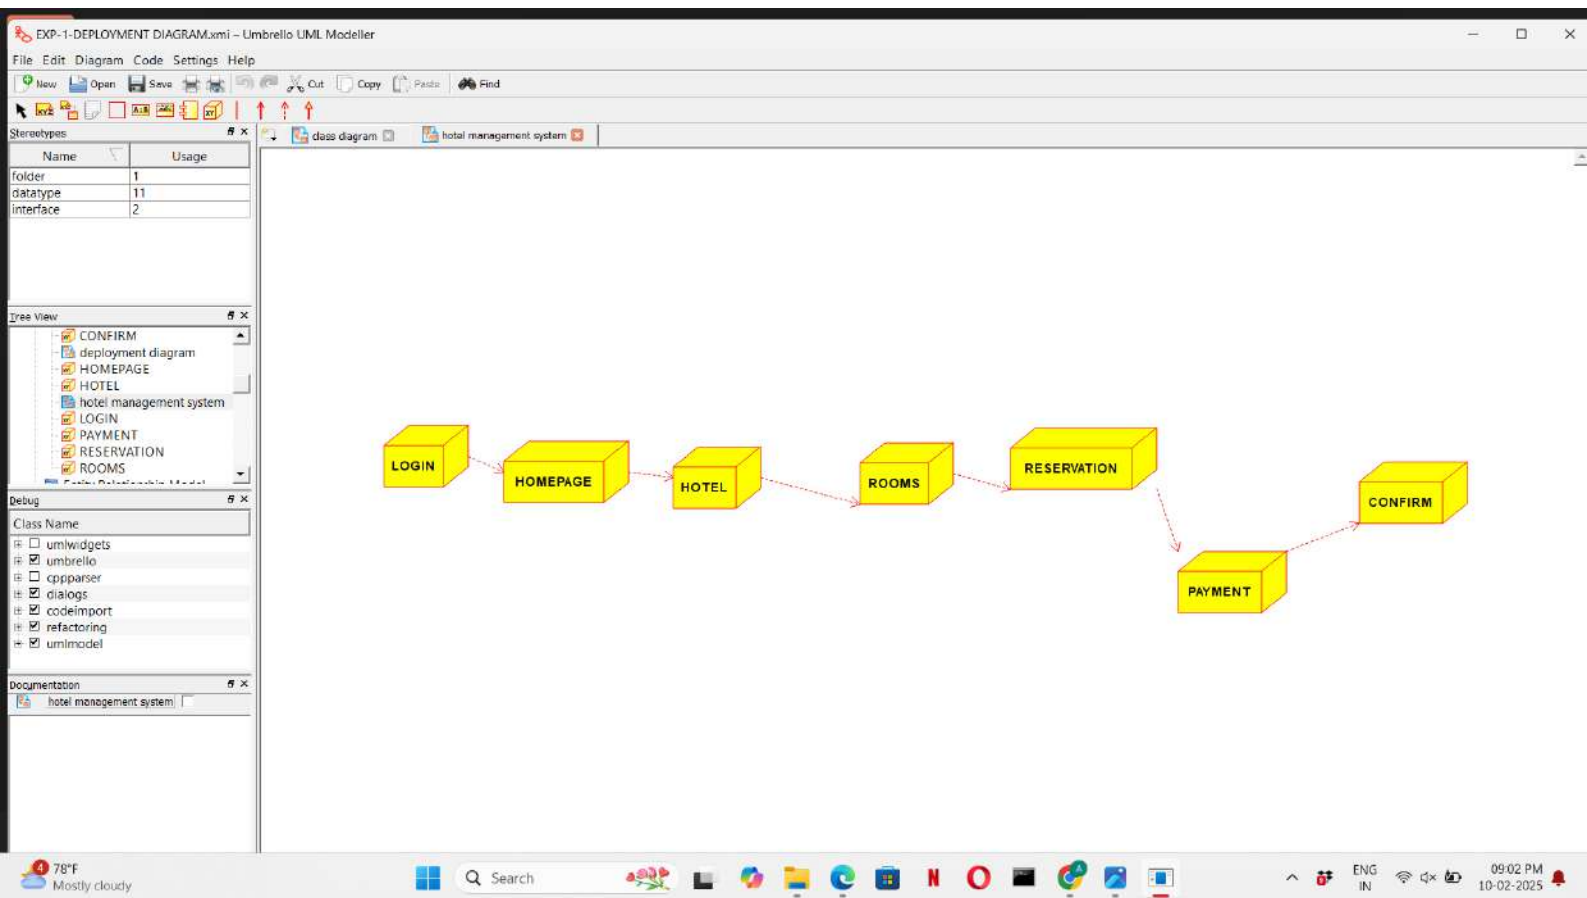 EXP-1-DEPLOYMENT DIAGRAM.xmi – Umbrello UML Modeller
File Edit Diagram Code Settings Help
New Open Save Cut Copy Paste Find
Stereotypes
class diagram hotel management system
Name Usage
folder 1
datatype 11
interface 2
Tree View
CONFIRM
deployment diagram
HOMEPAGE
HOTEL
hotel management system
LOGIN
PAYMENT
RESERVATION
ROOMS
Debug
Class Name
umlwidgets
umbrello
cppparser
dialogs
codeimport
refactoring
umlmodel
Documentation
hotel management system
LOGIN
HOMEPAGE
HOTEL
ROOMS
RESERVATION
PAYMENT
CONFIRM
4
78°F
Mostly cloudy
Search
ENG
IN
09:02 PM
10-02-2025